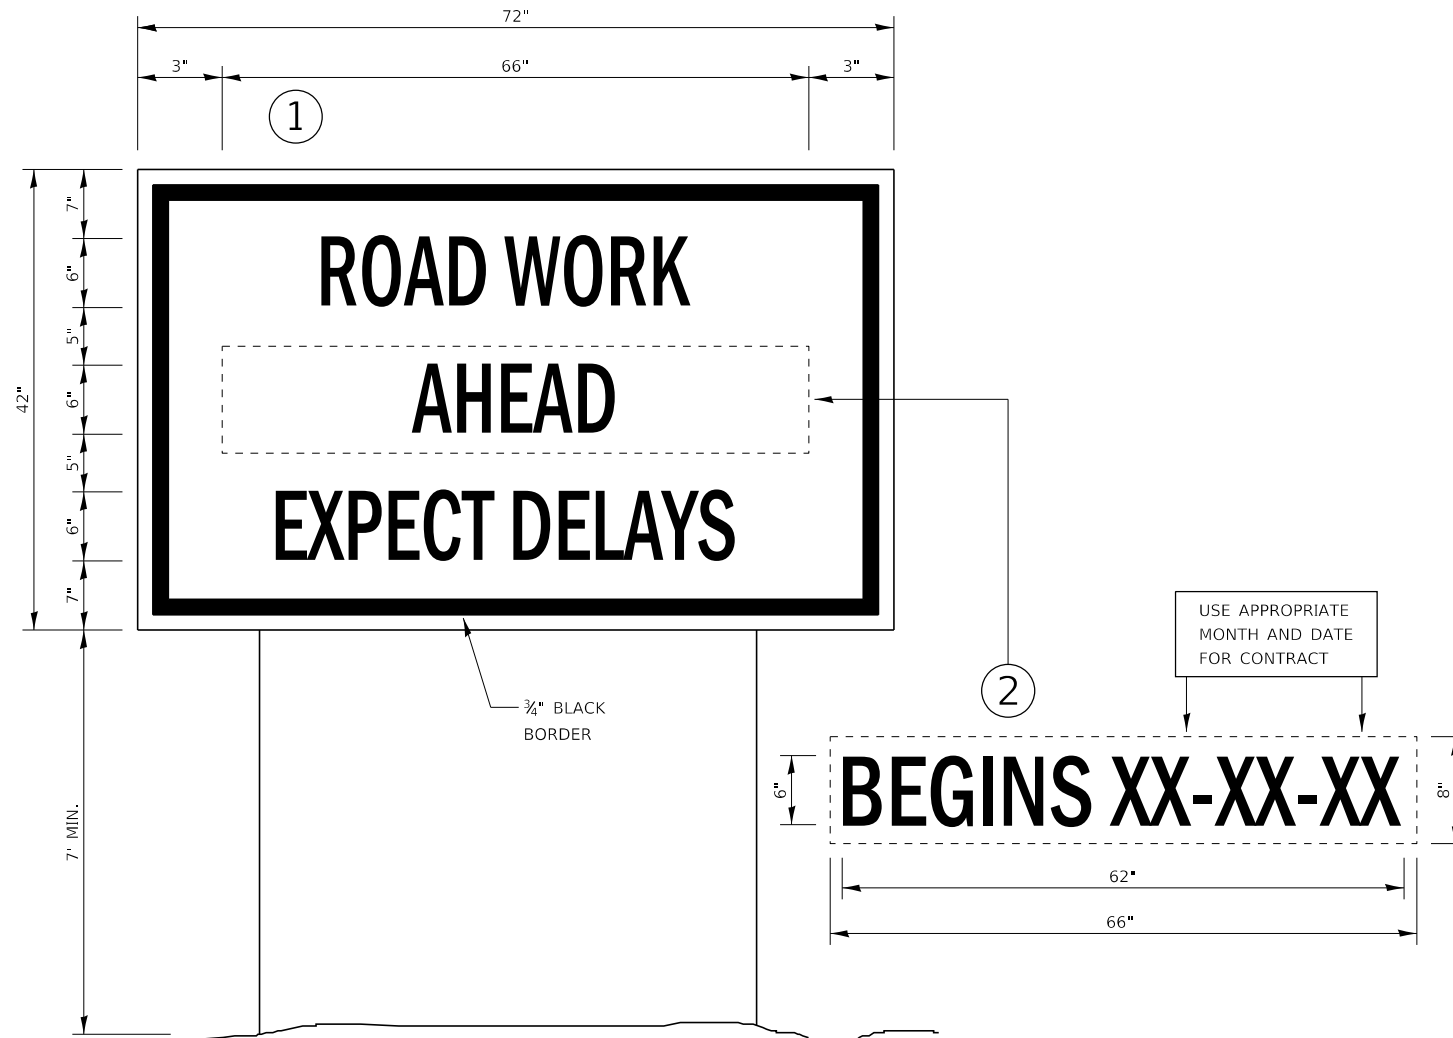 72"
3" 66" 3"
1
7"
6"
5"
6"
5"
6"
7"
42"
ROAD WORK
AHEAD
EXPECT DELAYS
¾" BLACK
BORDER
7' MIN.
2
USE APPROPRIATE
MONTH AND DATE
FOR CONTRACT
6"
BEGINS XX-XX-XX
8"
62"
66"